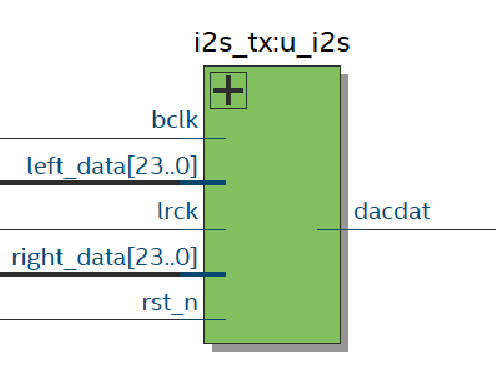 i2s_tx:u_i2s
bclk
left_data[23..0]
lrck
dacdat
right_data[23..0]
rst_n